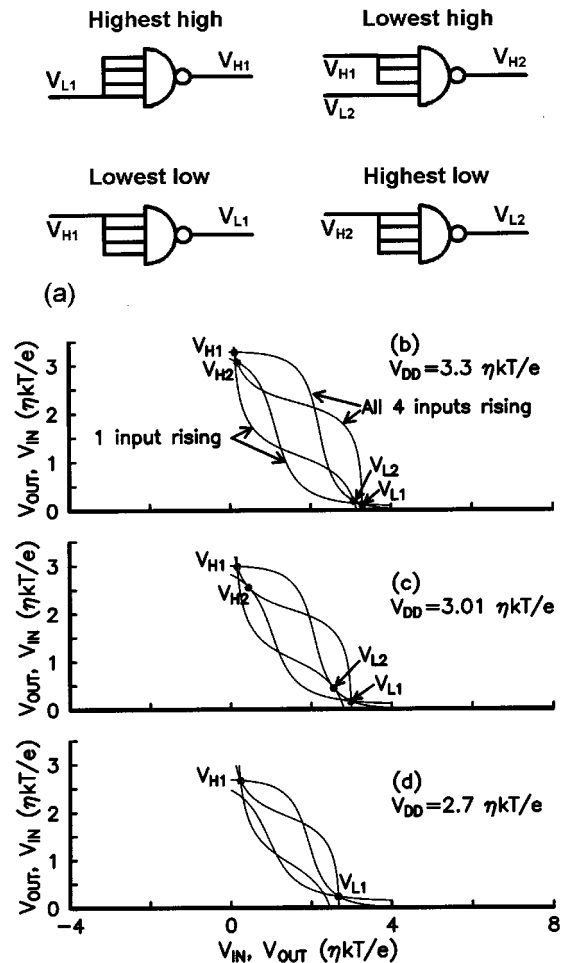 Highest high
Lowest high
V_L1
V_H1
V_H1
V_L2
V_H2
Lowest low
Highest low
V_H1
V_L1
V_H2
V_L2
(a)
(b)
V_DD=3.3 ηkT/e
V_H1
V_H2
All 4 inputs rising
1 input rising
V_L2
V_L1
3
2
1
0
V_OUT, V_IN (ηkT/e)
(c)
V_DD=3.01 ηkT/e
V_H1
V_H2
V_L2
V_L1
3
2
1
0
V_OUT, V_IN (ηkT/e)
(d)
V_DD=2.7 ηkT/e
V_H1
V_L1
3
2
1
0
V_OUT, V_IN (ηkT/e)
-4 0 4 8
V_IN, V_OUT (ηkT/e)